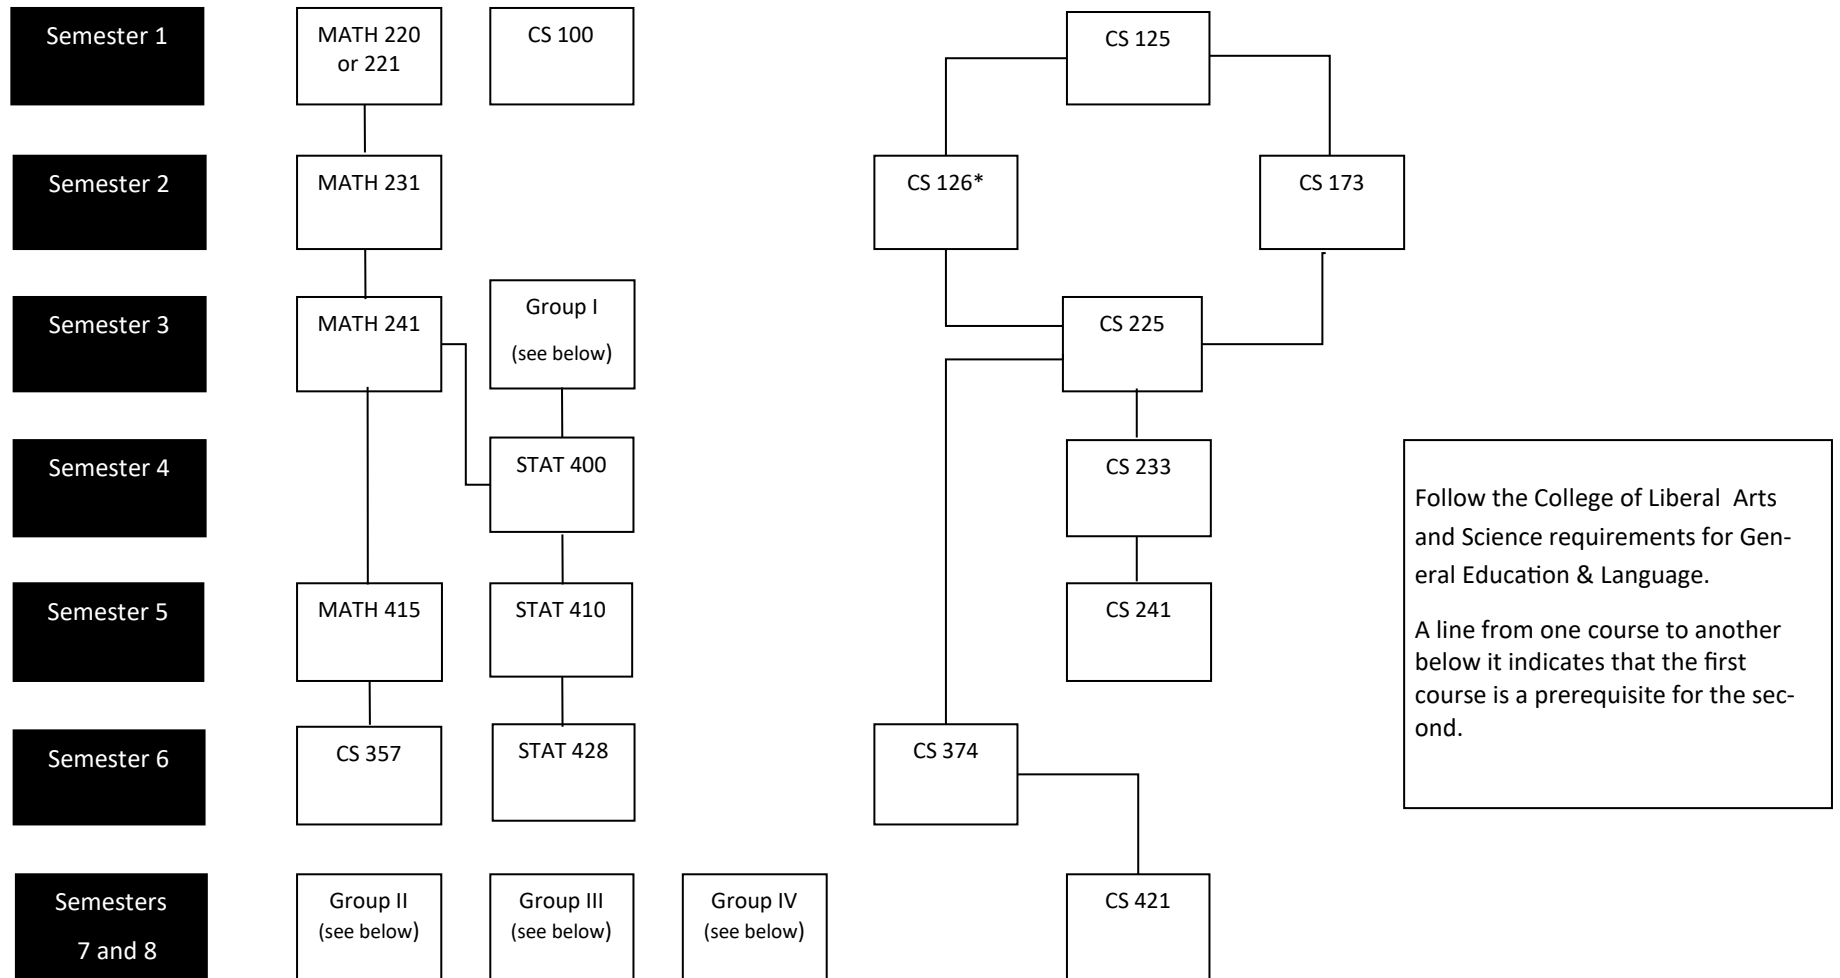 Semester 1
MATH 220
or 221
CS 100
CS 125
Semester 2
MATH 231
CS 126*
CS 173
Semester 3
MATH 241
Group I
(see below)
CS 225
Semester 4
STAT 400
CS 233
Follow the College of Liberal Arts
and Science requirements for Gen-
eral Education & Language.
A line from one course to another
below it indicates that the first
course is a prerequisite for the sec-
ond.
Semester 5
MATH 415
STAT 410
CS 241
Semester 6
CS 357
STAT 428
CS 374
Semesters
7 and 8
Group II
(see below)
Group III
(see below)
Group IV
(see below)
CS 421